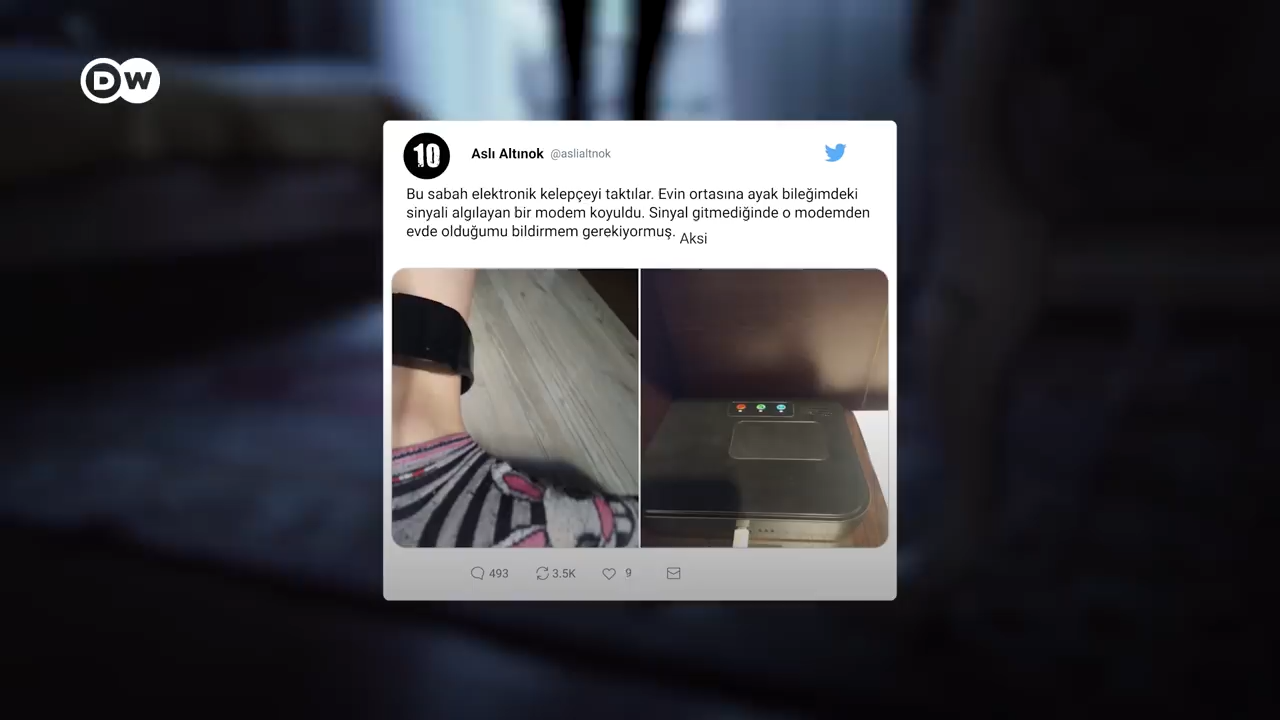 DW
10
Aslı Altınok @aslialtnok
Bu sabah elektronik kelepçeyi taktılar. Evin ortasına ayak bileğimdeki
sinyali algılayan bir modem koyuldu. Sinyal gitmediğinde o modemden
evde olduğumu bildirmem gerekiyormuş. Aksi
493 3.5K 9